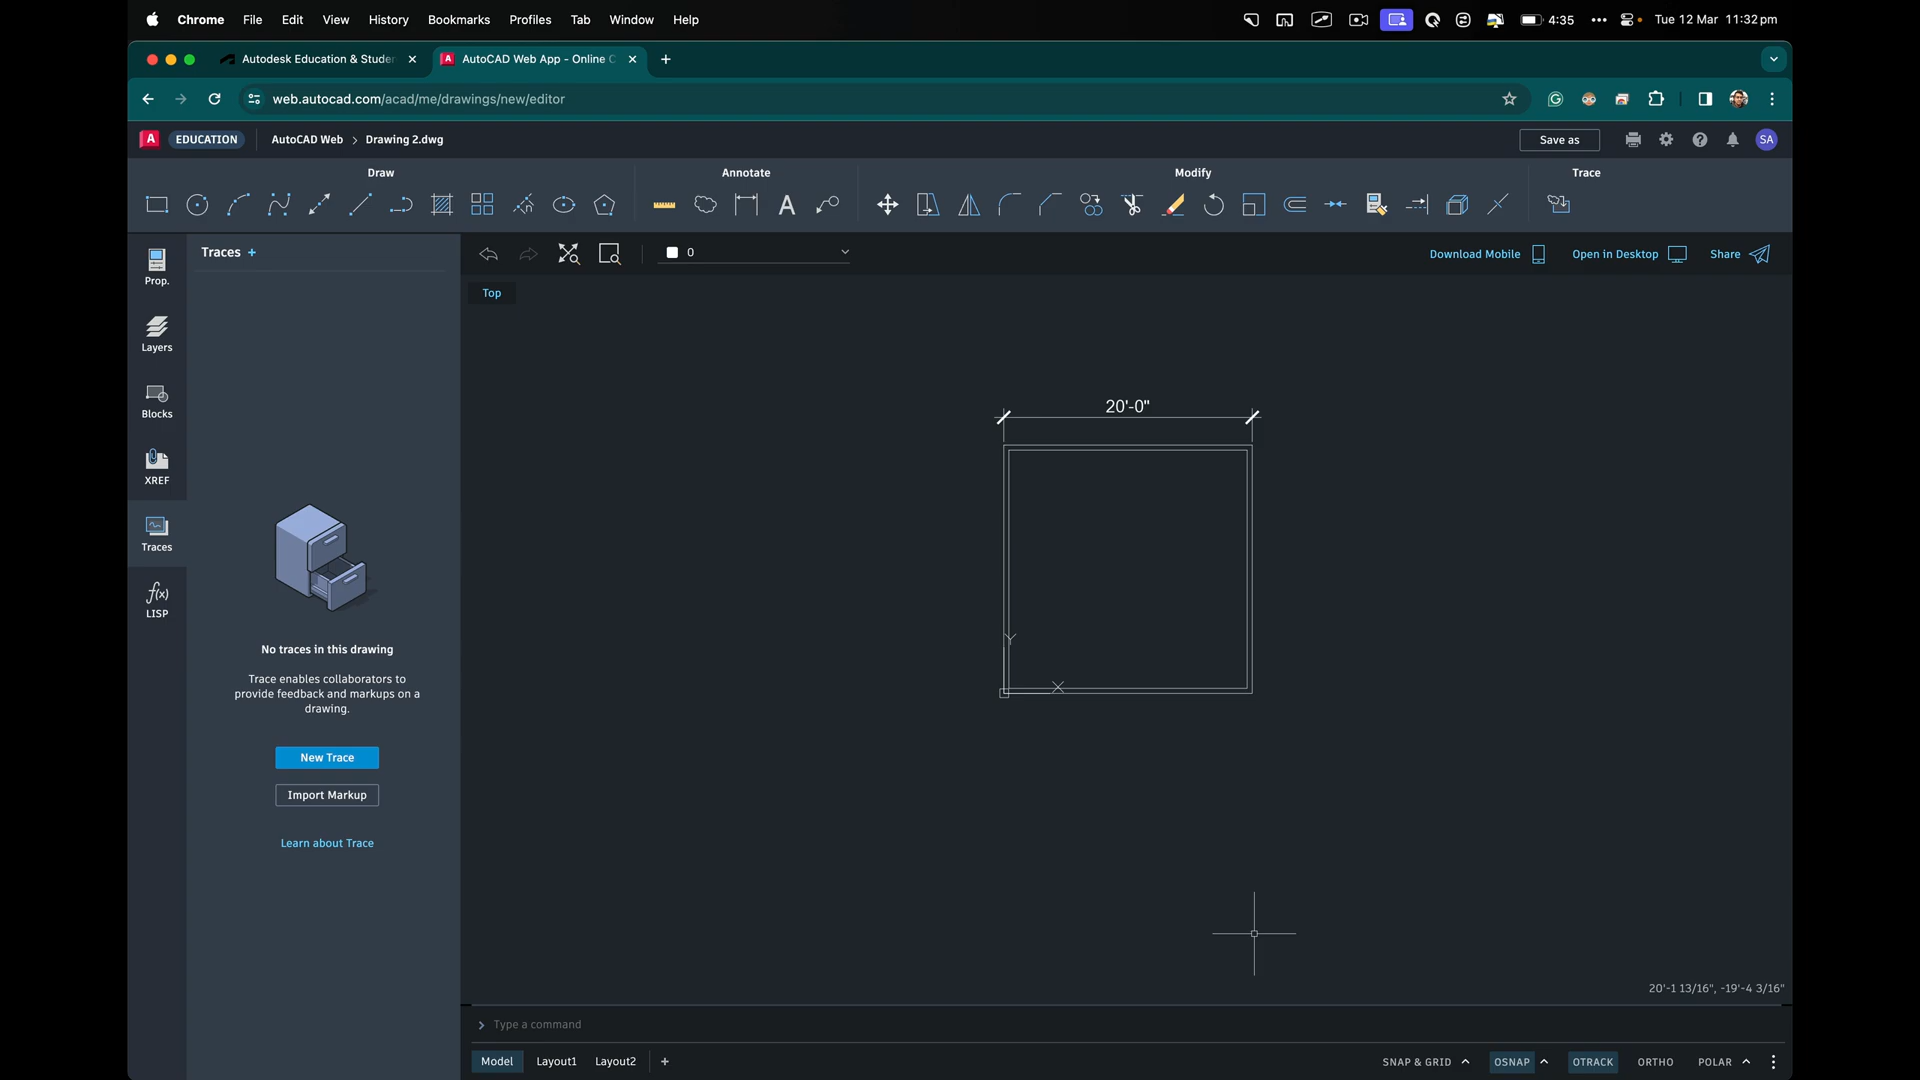 Chrome File Edit View History Bookmarks Profiles Tab Window Help 4:35 Tue 12 Mar 11:32 pm
Autodesk Education & Studen AutoCAD Web App - Online C
web.autocad.com/acad/me/drawings/new/editor
A EDUCATION AutoCAD Web > Drawing 2.dwg Save as SA
Draw Annotate Modify Trace
Traces +
0
Download Mobile Open in Desktop Share
Prop.
Top
Layers
Blocks
20'-0"
XREF
Traces
LISP
Y
X
No traces in this drawing
Trace enables collaborators to
provide feedback and markups on a
drawing.
New Trace
Import Markup
Learn about Trace
20'-1 13/16", -19'-4 3/16"
Type a command
Model Layout1 Layout2 +
SNAP & GRID OSNAP OTRACK ORTHO POLAR